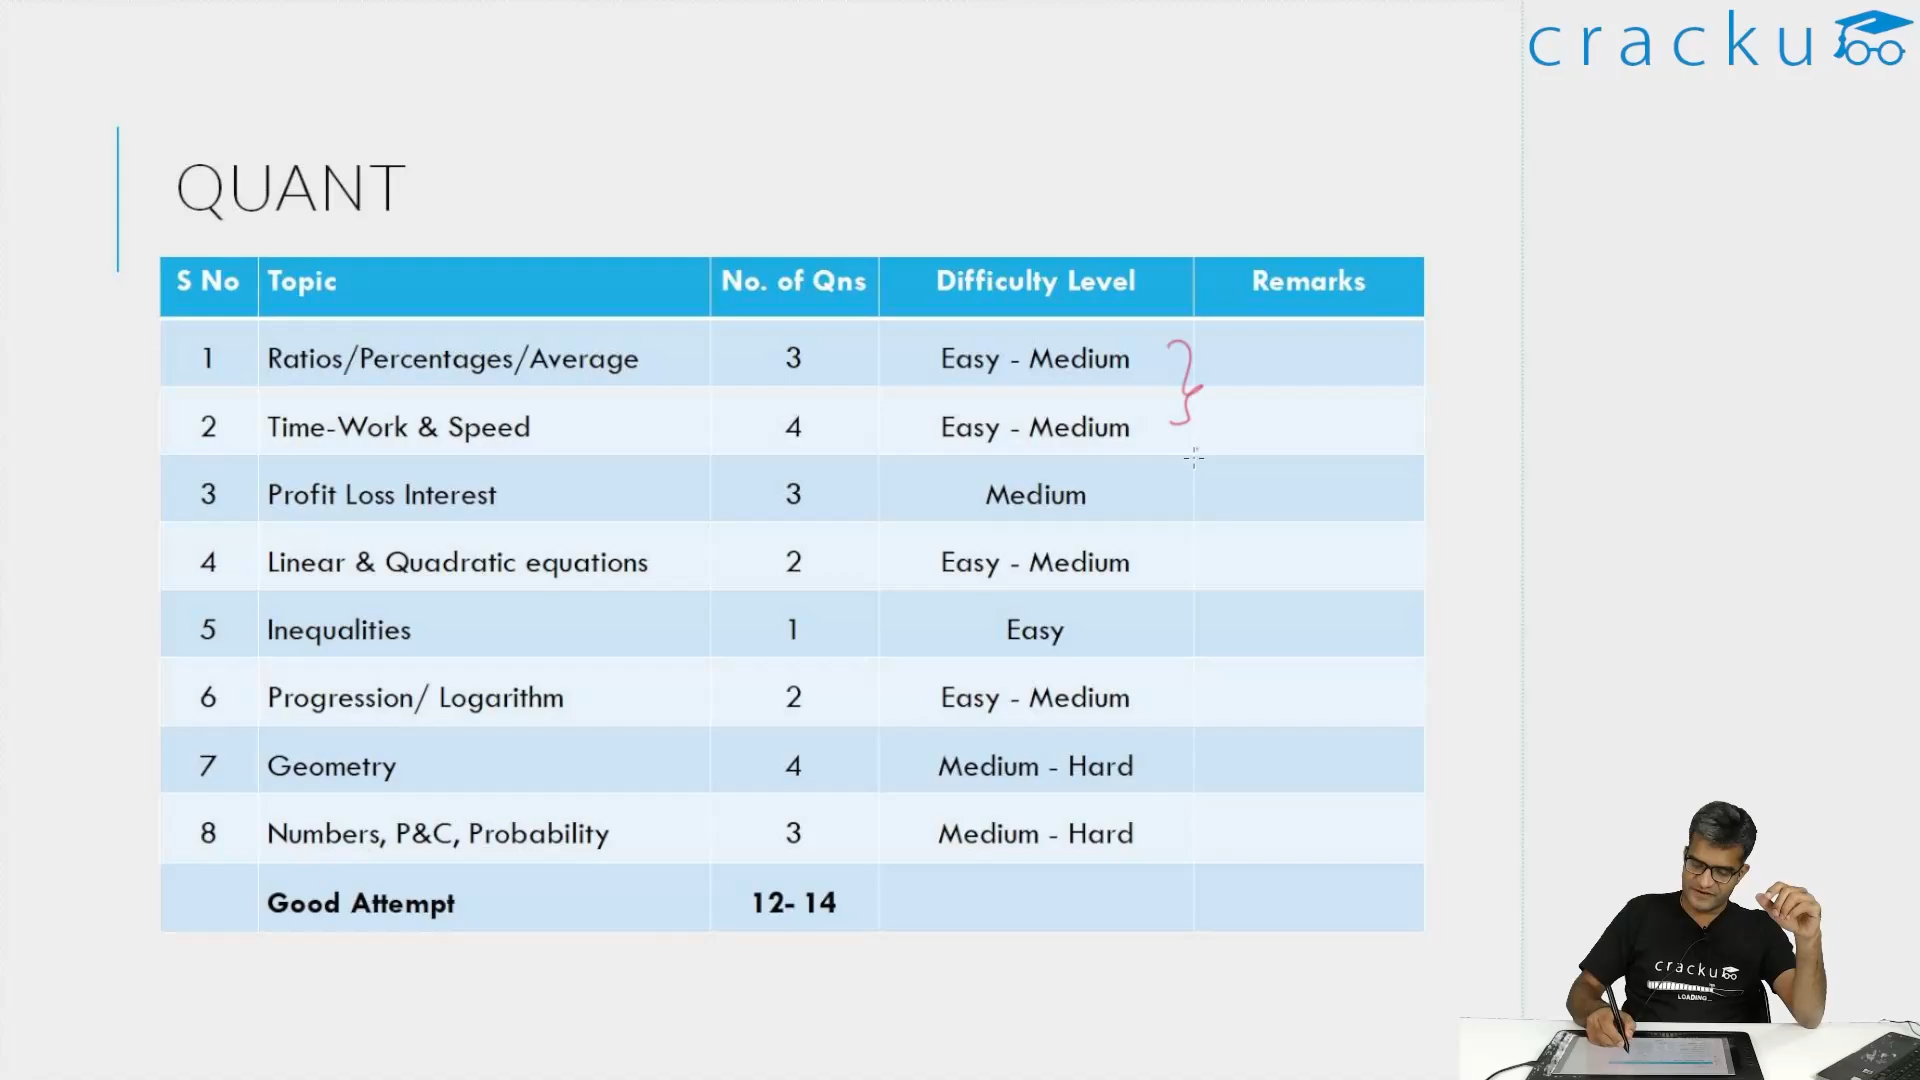 cracku
QUANT
S No Topic No. of Qns Difficulty Level Remarks
1 Ratios/Percentages/Average 3 Easy - Medium
2 Time-Work & Speed 4 Easy - Medium
3 Profit Loss Interest 3 Medium
4 Linear & Quadratic equations 2 Easy - Medium
5 Inequalities 1 Easy
6 Progression/ Logarithm 2 Easy - Medium
7 Geometry 4 Medium - Hard
8 Numbers, P&C, Probability 3 Medium - Hard
Good Attempt 12- 14
cracku
LOADING...